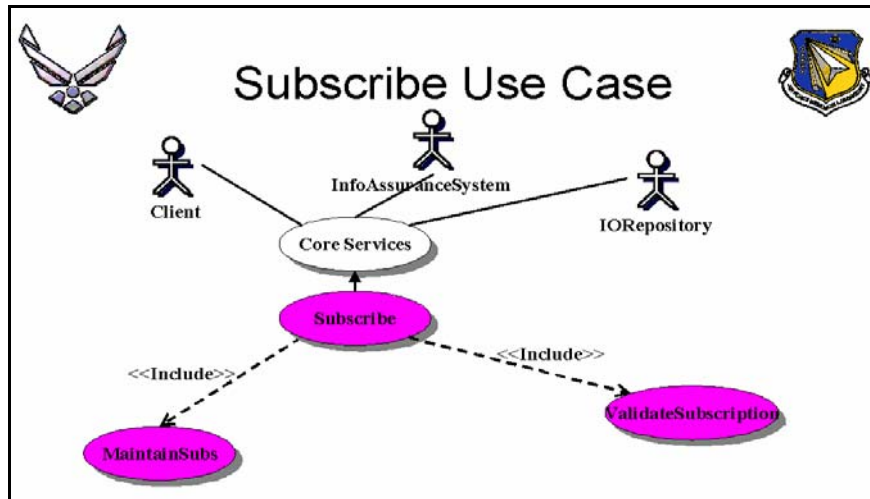 Subscribe Use Case
InfoAssuranceSystem
Client
IORepository
Core Services
Subscribe
<<Include>>
<<Include>>
ValidateSubscription
MaintainSubs